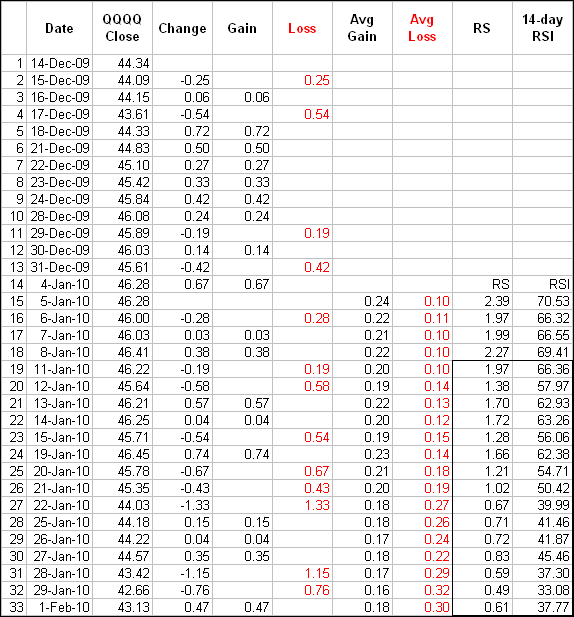 Date QQQQ Close Change Gain Loss Avg Gain Avg Loss RS 14-day RSI
1 14-Dec-09 44.34
2 15-Dec-09 44.09 -0.25 0.25
3 16-Dec-09 44.15 0.06 0.06
4 17-Dec-09 43.61 -0.54 0.54
5 18-Dec-09 44.33 0.72 0.72
6 21-Dec-09 44.83 0.50 0.50
7 22-Dec-09 45.10 0.27 0.27
8 23-Dec-09 45.42 0.33 0.33
9 24-Dec-09 45.84 0.42 0.42
10 28-Dec-09 46.08 0.24 0.24
11 29-Dec-09 45.89 -0.19 0.19
12 30-Dec-09 46.03 0.14 0.14
13 31-Dec-09 45.61 -0.42 0.42
14 4-Jan-10 46.28 0.67 0.67 RS RSI
15 5-Jan-10 46.28 0.24 0.10 2.39 70.53
16 6-Jan-10 46.00 -0.28 0.28 0.22 0.11 1.97 66.32
17 7-Jan-10 46.03 0.03 0.03 0.21 0.10 1.99 66.55
18 8-Jan-10 46.41 0.38 0.38 0.22 0.10 2.27 69.41
19 11-Jan-10 46.22 -0.19 0.19 0.20 0.10 1.97 66.36
20 12-Jan-10 45.64 -0.58 0.58 0.19 0.14 1.38 57.97
21 13-Jan-10 46.21 0.57 0.57 0.22 0.13 1.70 62.93
22 14-Jan-10 46.25 0.04 0.04 0.20 0.12 1.72 63.26
23 15-Jan-10 45.71 -0.54 0.54 0.19 0.15 1.28 56.06
24 19-Jan-10 46.45 0.74 0.74 0.23 0.14 1.66 62.38
25 20-Jan-10 45.78 -0.67 0.67 0.21 0.18 1.21 54.71
26 21-Jan-10 45.35 -0.43 0.43 0.20 0.19 1.02 50.42
27 22-Jan-10 44.03 -1.33 1.33 0.18 0.27 0.67 39.99
28 25-Jan-10 44.18 0.15 0.15 0.18 0.26 0.71 41.46
29 26-Jan-10 44.22 0.04 0.04 0.17 0.24 0.72 41.87
30 27-Jan-10 44.57 0.35 0.35 0.18 0.22 0.83 45.46
31 28-Jan-10 43.42 -1.15 1.15 0.17 0.29 0.59 37.30
32 29-Jan-10 42.66 -0.76 0.76 0.16 0.32 0.49 33.08
33 1-Feb-10 43.13 0.47 0.47 0.18 0.30 0.61 37.77